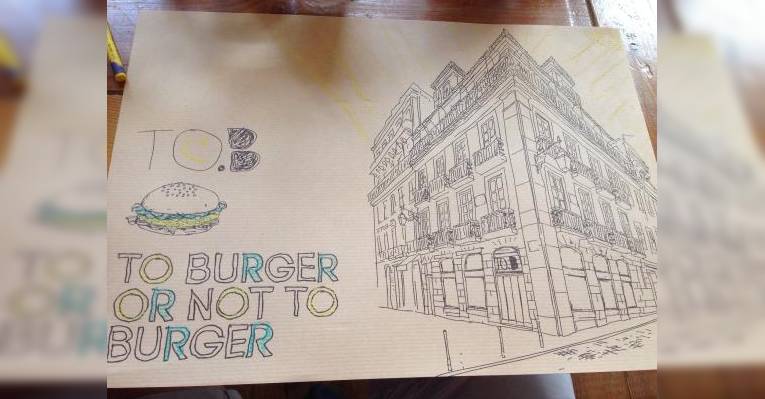 TO.B
TO BURGER
OR NOT TO
BURGER